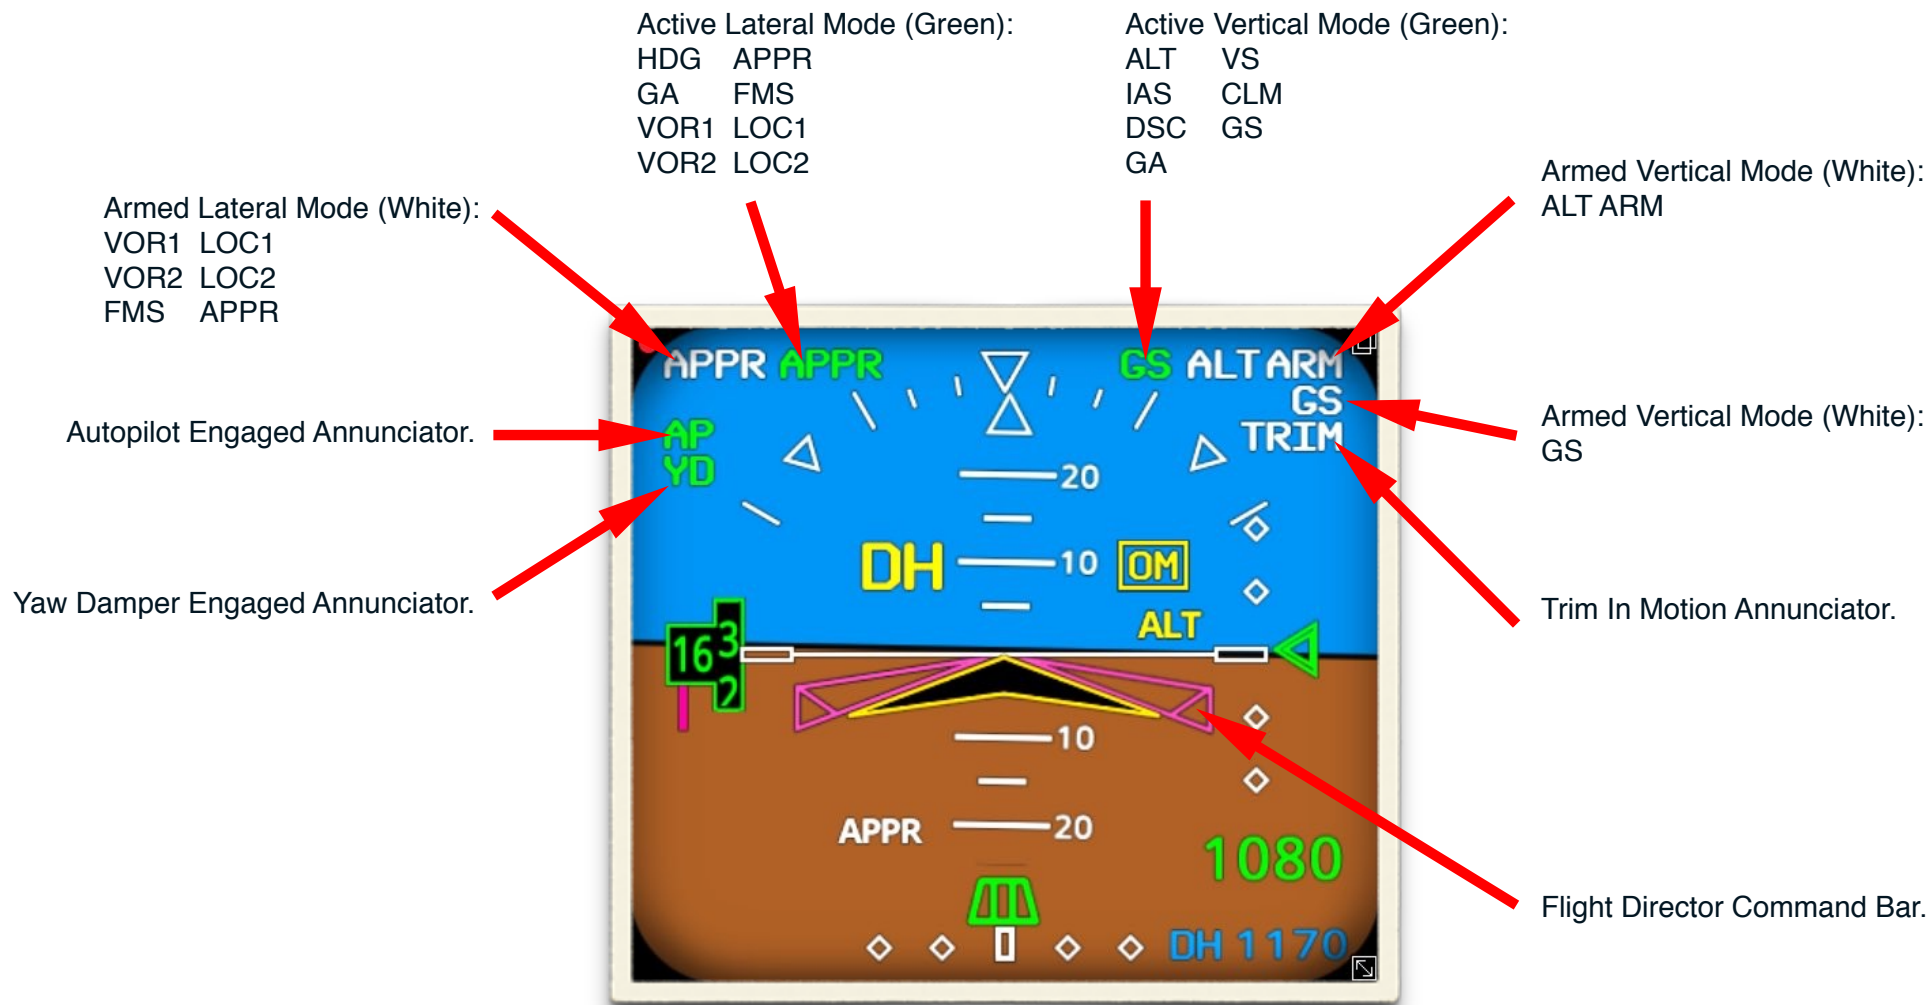 Active Lateral Mode (Green):
HDG APPR
GA FMS
VOR1 LOC1
VOR2 LOC2
Active Vertical Mode (Green):
ALT VS
IAS CLM
DSC GS
GA
Armed Vertical Mode (White):
ALT ARM
Armed Lateral Mode (White):
VOR1 LOC1
VOR2 LOC2
FMS APPR
Autopilot Engaged Annunciator.
Yaw Damper Engaged Annunciator.
Armed Vertical Mode (White):
GS
Trim In Motion Annunciator.
Flight Director Command Bar.
APPR APPR GS ALT ARM
GS
AP TRIM
YD
20
DH 10 OM
ALT
16 3
2
10
APPR 20
1080
DH 1170